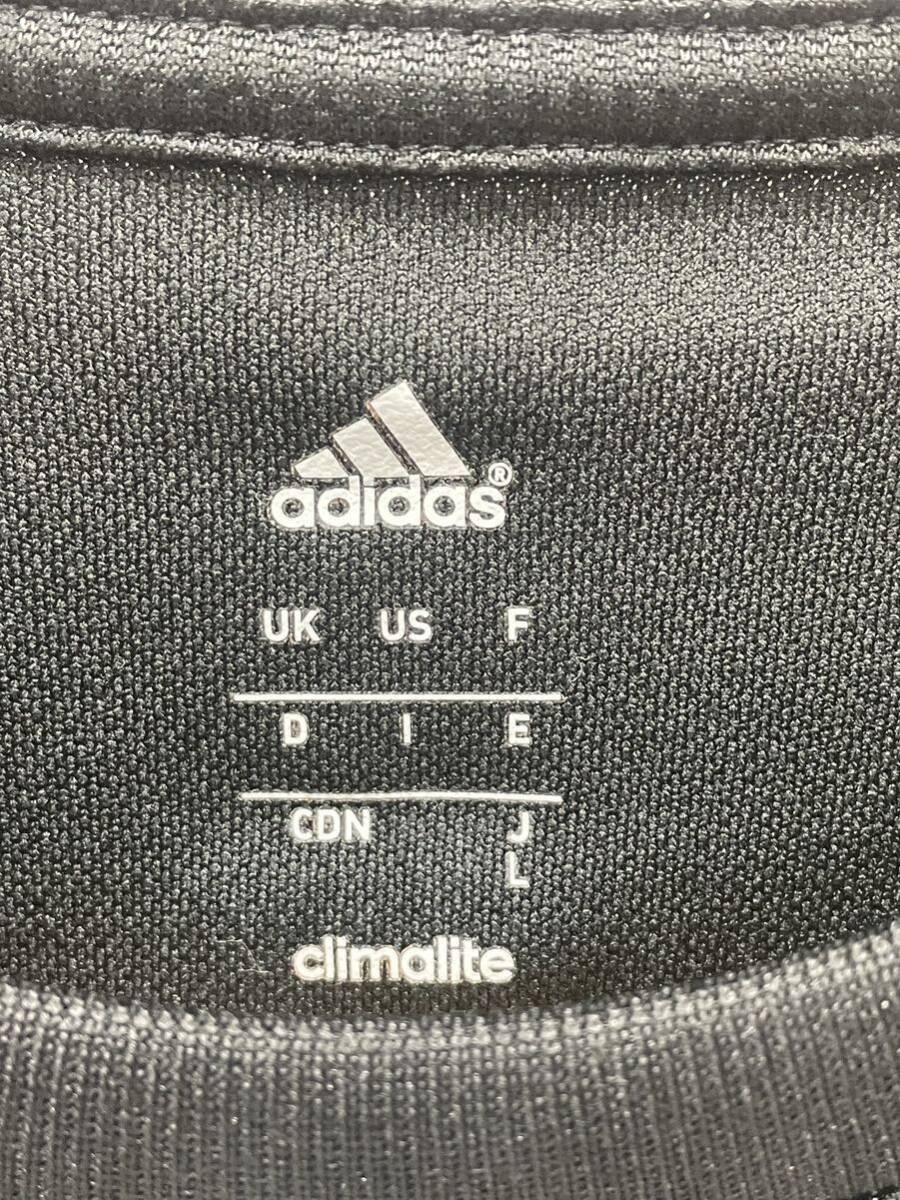 adidas®
UK US F
D I E
CDN J
L
climalite